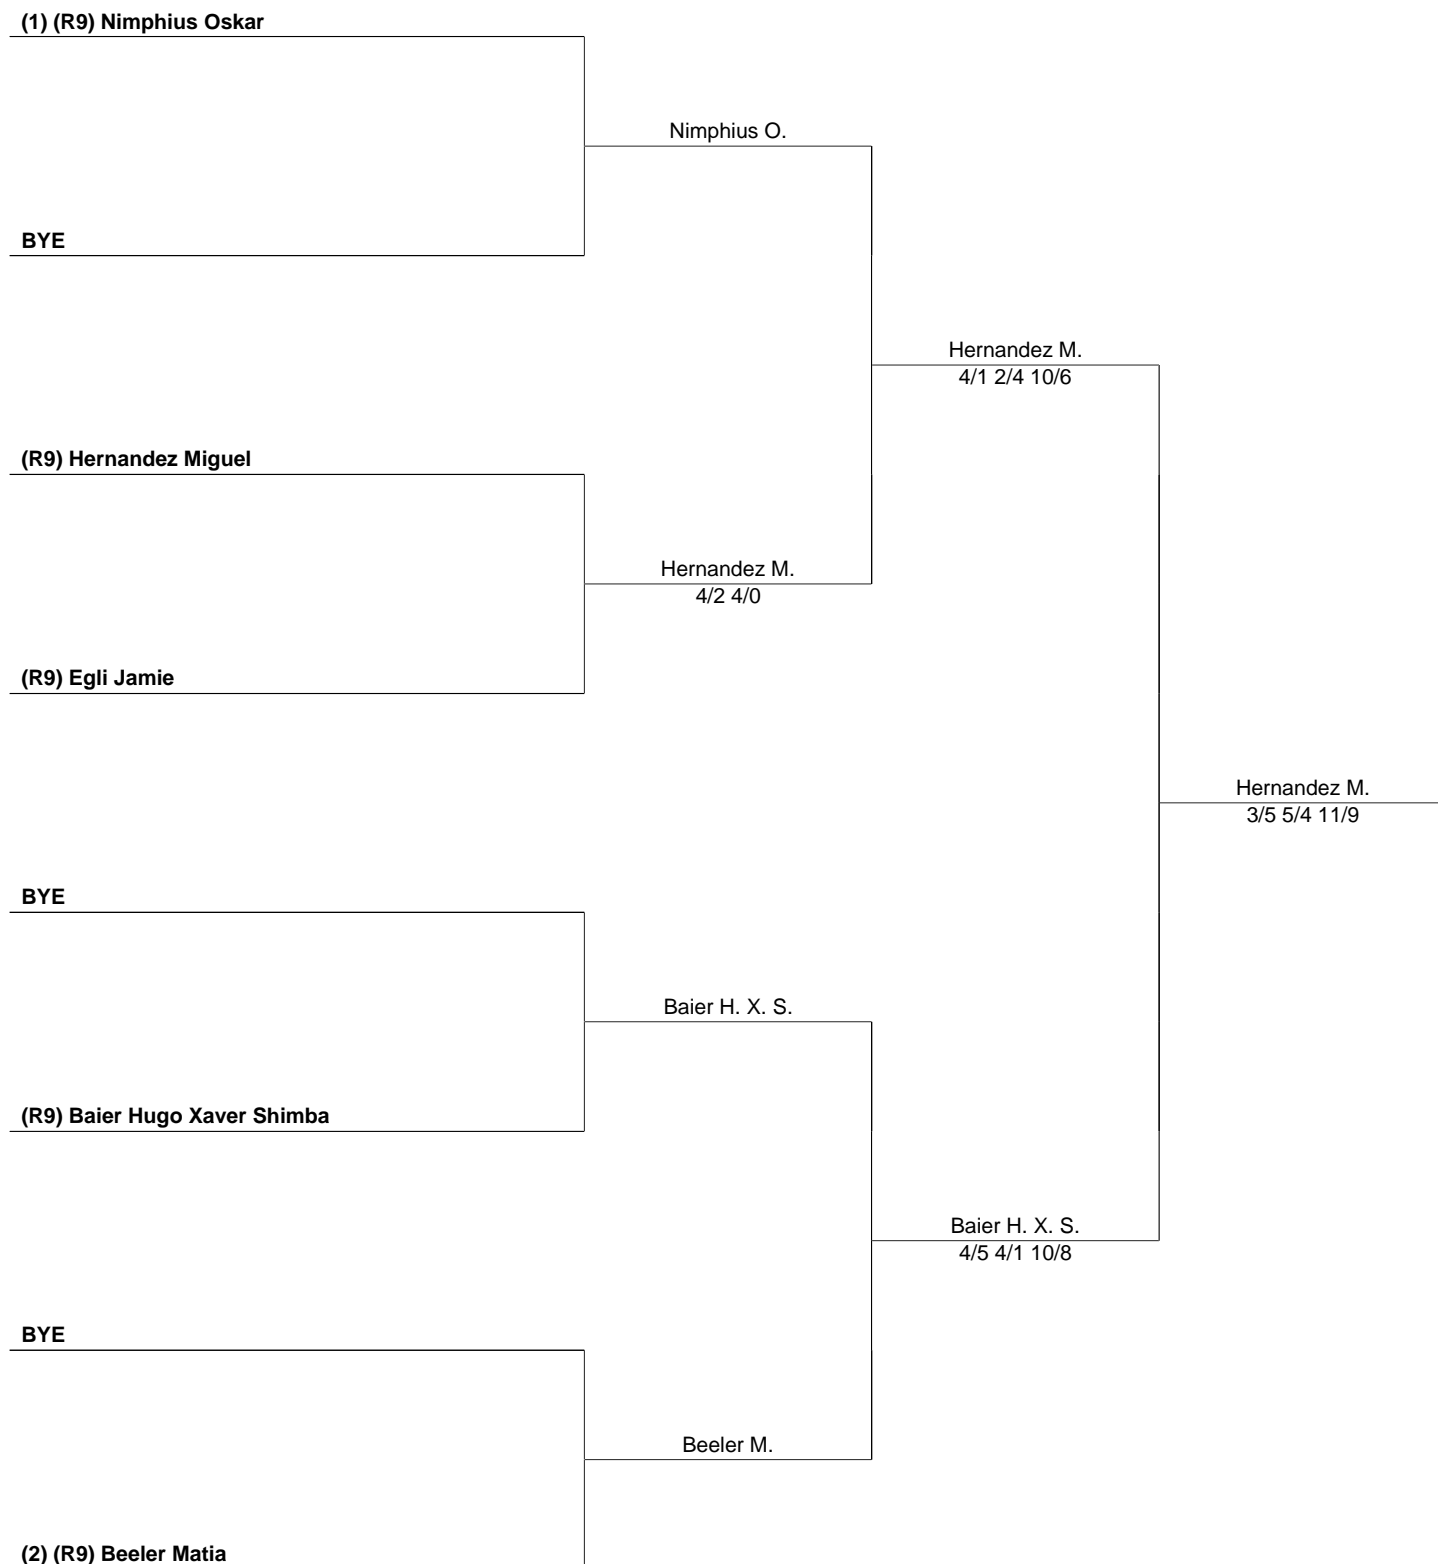 (1) (R9) Nimphius Oskar
Nimphius O.
BYE
Hernandez M.
4/1 2/4 10/6
(R9) Hernandez Miguel
Hernandez M.
4/2 4/0
(R9) Egli Jamie
Hernandez M.
3/5 5/4 11/9
BYE
Baier H. X. S.
(R9) Baier Hugo Xaver Shimba
Baier H. X. S.
4/5 4/1 10/8
BYE
Beeler M.
(2) (R9) Beeler Matia